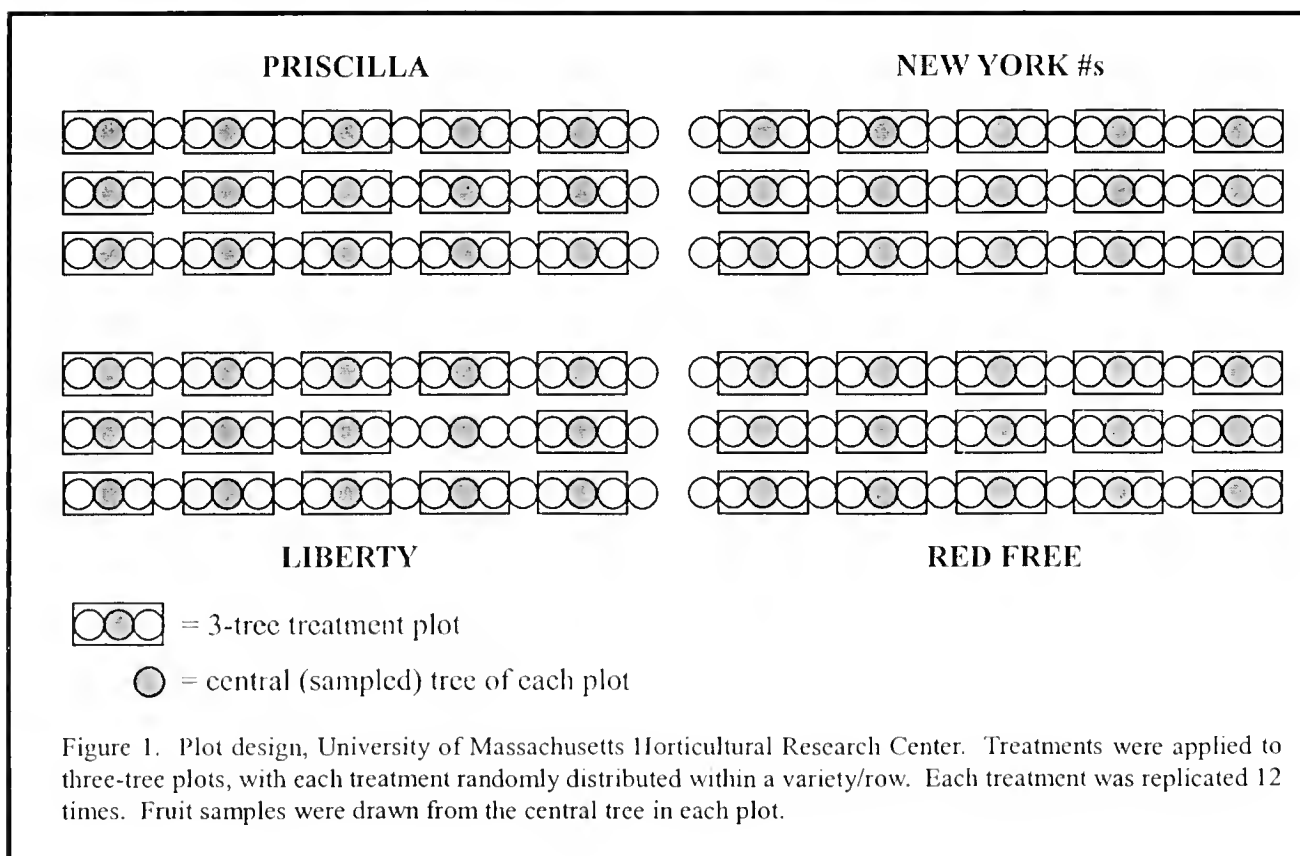 PRISCILLA
NEW YORK #s
LIBERTY
RED FREE
= 3-tree treatment plot
= central (sampled) tree of each plot
Figure 1. Plot design, University of Massachusetts Horticultural Research Center. Treatments were applied to
three-tree plots, with each treatment randomly distributed within a variety/row. Each treatment was replicated 12
times. Fruit samples were drawn from the central tree in each plot.